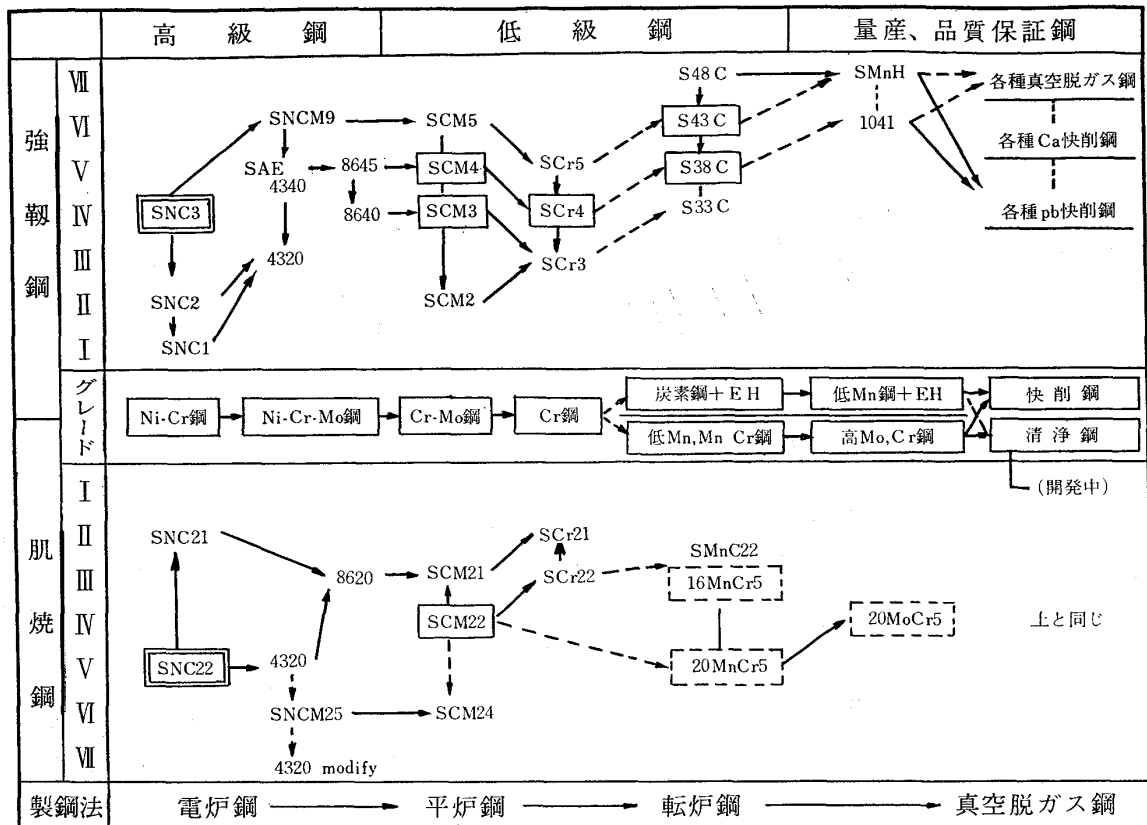 高級鋼 低級鋼 量産、品質保証鋼
強靱鋼
Ⅶ S48C SMnH 各種真空脱ガス鋼
Ⅵ SNCM9 SCM5 S43C 1041 各種Ca快削鋼
Ⅴ SAE 4340 8645 SCM4 SCr5 S38C
Ⅳ SNC3 8640 SCM3 SCr4 S33C 各種pb快削鋼
Ⅲ 4320 SCr3
Ⅱ SNC2 SCM2
Ⅰ SNC1
グレード
炭素鋼+EH 低Mn鋼+EH 快削鋼
Ni-Cr鋼 Ni-Cr-Mo鋼 Cr-Mo鋼 Cr鋼
低Mn,Mn Cr鋼 高Mo,Cr鋼 清浄鋼
(開発中)
肌焼鋼
Ⅰ
Ⅱ SNC21 SCr21 SMnC22
Ⅲ 8620 SCM21 SCr22 16MnCr5
Ⅳ SCM22 20MoCr5 上と同じ
Ⅴ SNC22 4320 20MnCr5
Ⅵ SNCM25 SCM24
Ⅶ 4320 modify
製鋼法 電炉鋼 平炉鋼 転炉鋼 真空脱ガス鋼